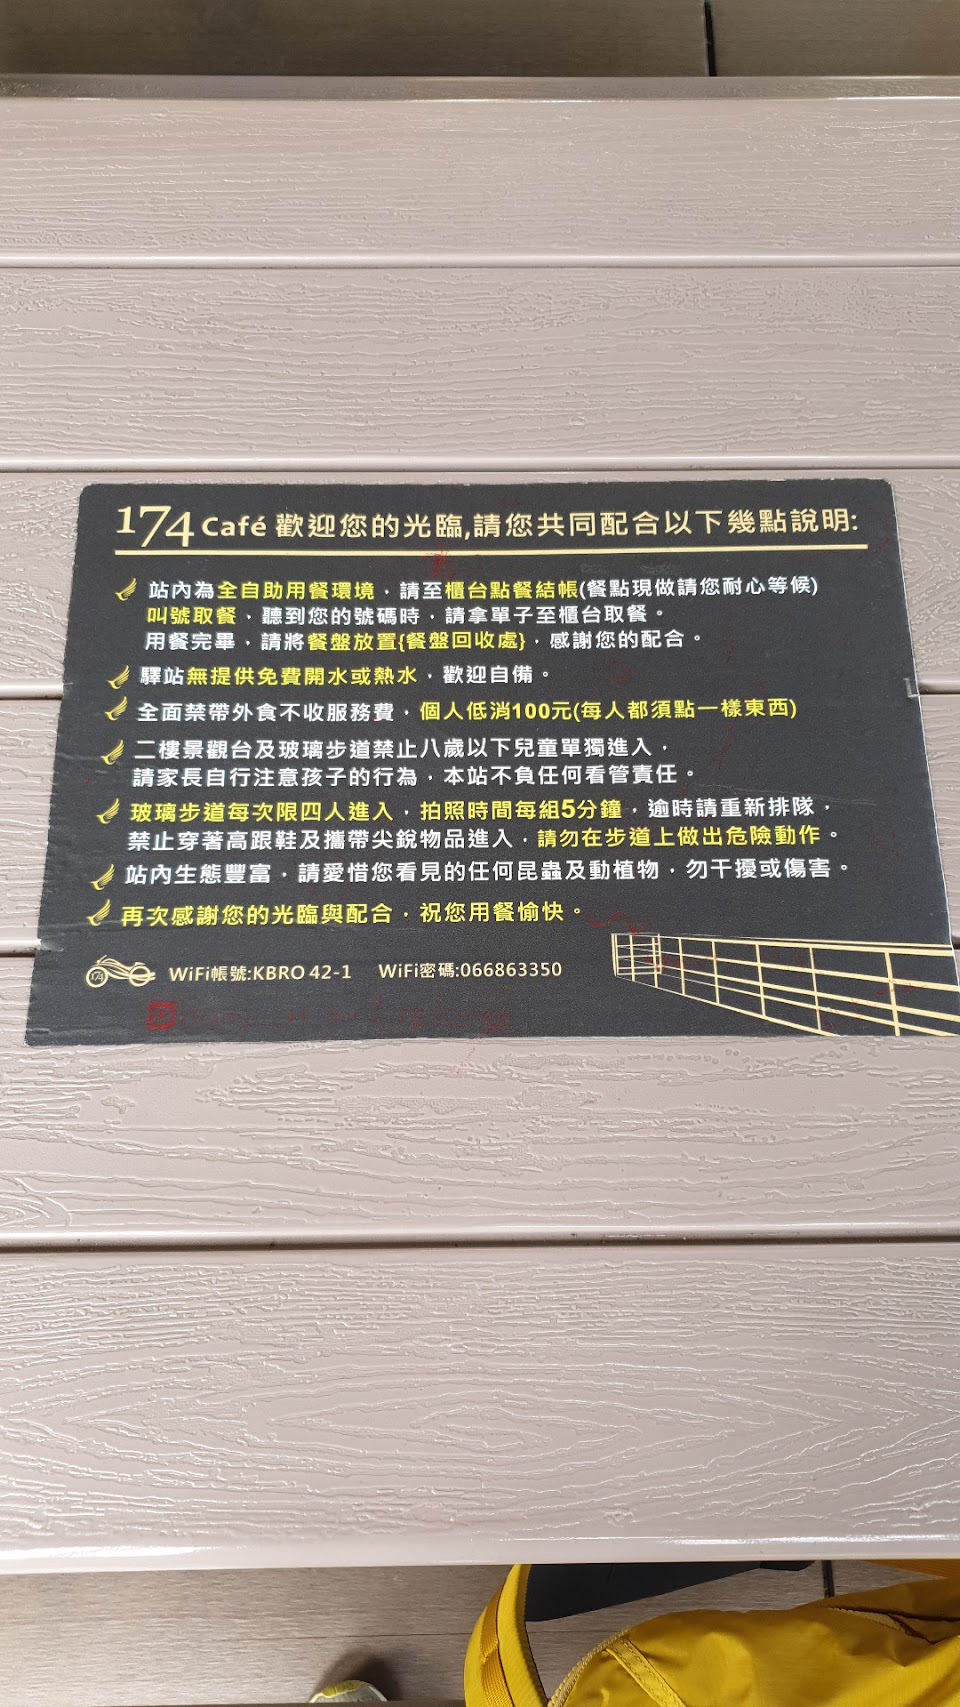 174 Café 歡迎您的光臨,請您共同配合以下幾點說明:
站內為全自助用餐環境，請至櫃台點餐結帳(餐點現做請您耐心等候)
叫號取餐，聽到您的號碼時，請拿單子至櫃台取餐。
用餐完畢，請將餐盤放置{餐盤回收處}，感謝您的配合。
驛站無提供免費開水或熱水，歡迎自備。
全面禁帶外食不收服務費，個人低消100元(每人都須點一樣東西)
二樓景觀台及玻璃步道禁止八歲以下兒童單獨進入，
請家長自行注意孩子的行為，本站不負任何看管責任。
玻璃步道每次限四人進入，拍照時間每組5分鐘，逾時請重新排隊，
禁止穿著高跟鞋及攜帶尖銳物品進入，請勿在步道上做出危險動作。
站內生態豐富，請愛惜您看見的任何昆蟲及動植物，勿干擾或傷害。
再次感謝您的光臨與配合，祝您用餐愉快。
174 WiFi帳號:KBRO 42-1 WiFi密碼:066863350